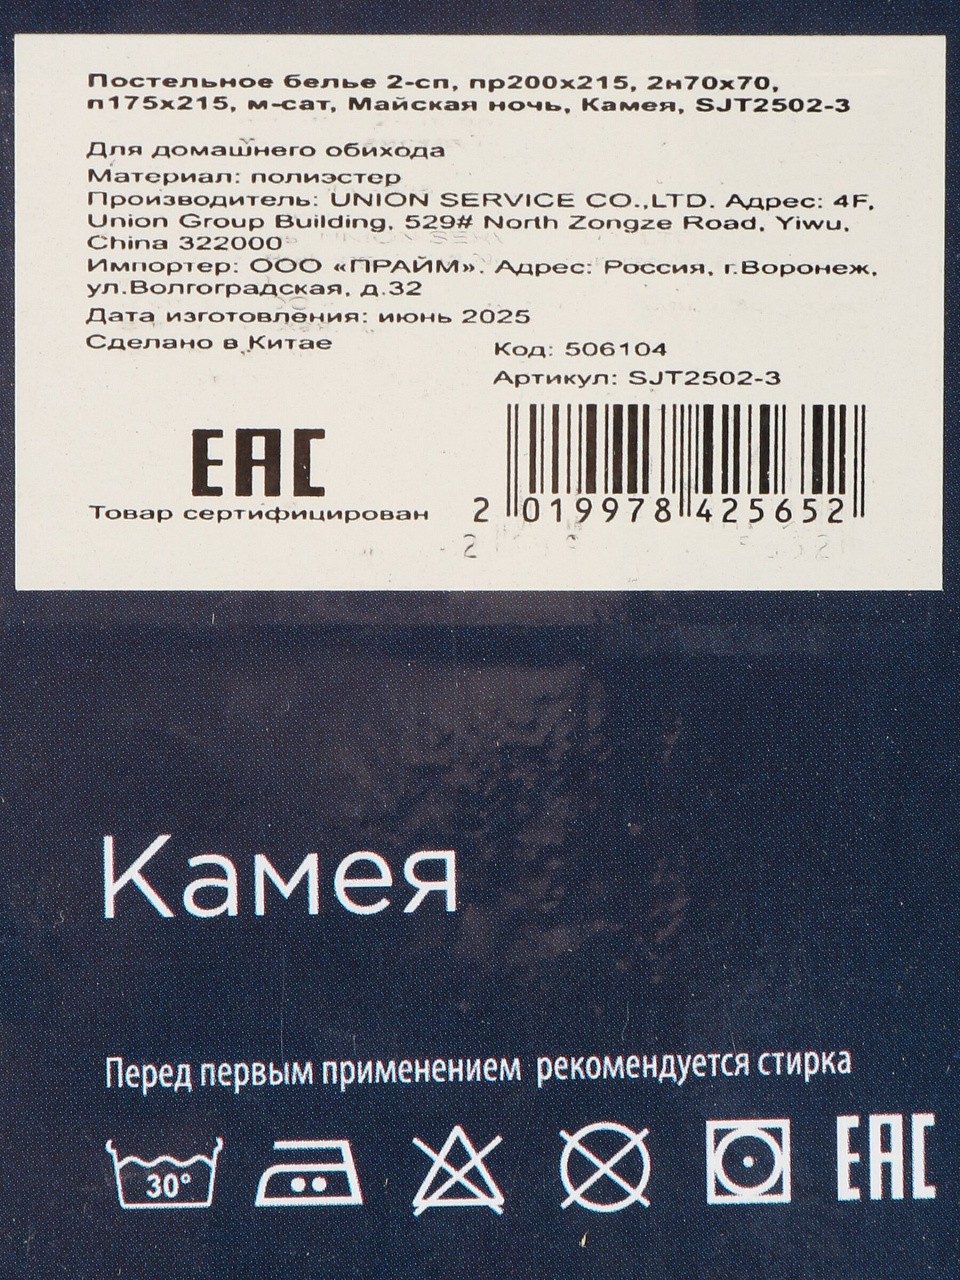 Постельное белье 2-сп, пр200х215, 2н70х70,
п175х215, м-сат, Майская ночь, Камея, SJT2502-3
Для домашнего обихода
Материал: полиэстер
Производитель: UNION SERVICE CO.,LTD. Адрес: 4F,
Union Group Building, 529# North Zongze Road, Yiwu,
China 322000
Импортер: ООО «ПРАЙМ». Адрес: Россия, г.Воронеж,
ул.Волгоградская, д.32
Дата изготовления: июнь 2025
Сделано в Китае
Код: 506104
Артикул: SJT2502-3
EAC
Товар сертифицирован
2 019978 425652
Камея
Перед первым применением рекомендуется стирка
30°
EAC